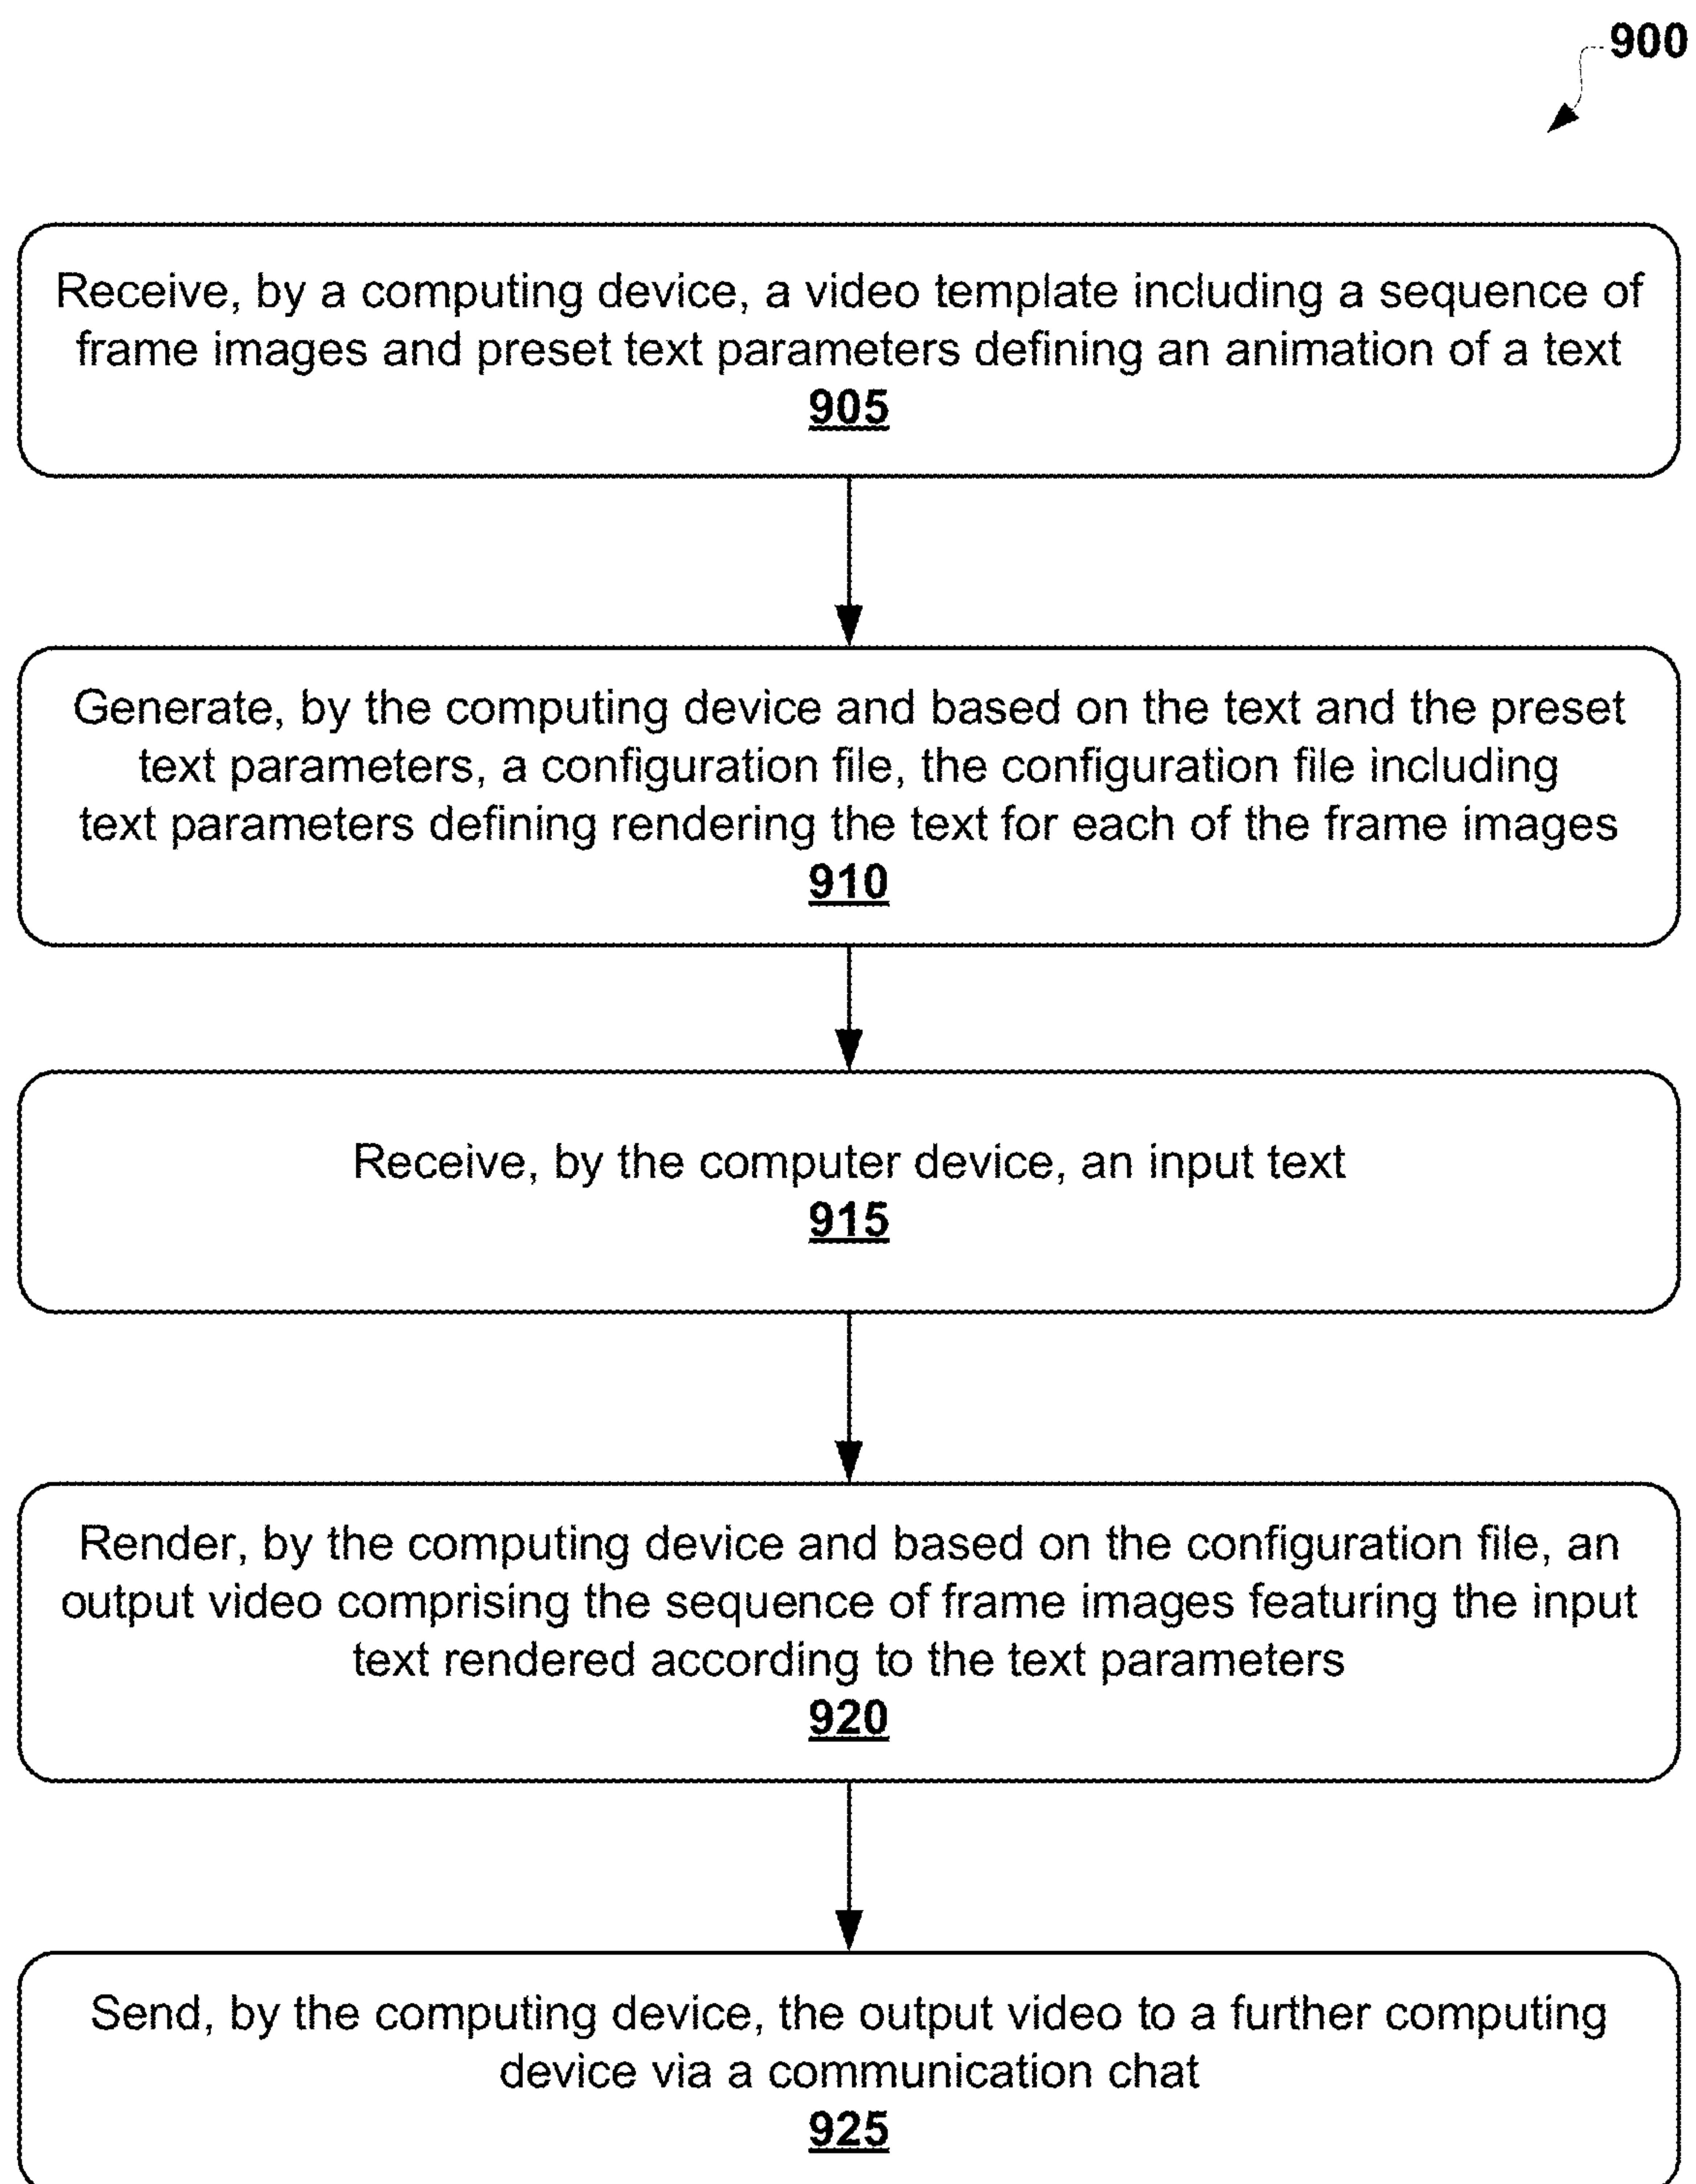 900
Receive, by a computing device, a video template including a sequence of
frame images and preset text parameters defining an animation of a text
905
Generate, by the computing device and based on the text and the preset
text parameters, a configuration file, the configuration file including
text parameters defining rendering the text for each of the frame images
910
Receive, by the computer device, an input text
915
Render, by the computing device and based on the configuration file, an
output video comprising the sequence of frame images featuring the input
text rendered according to the text parameters
920
Send, by the computing device, the output video to a further computing
device via a communication chat
925